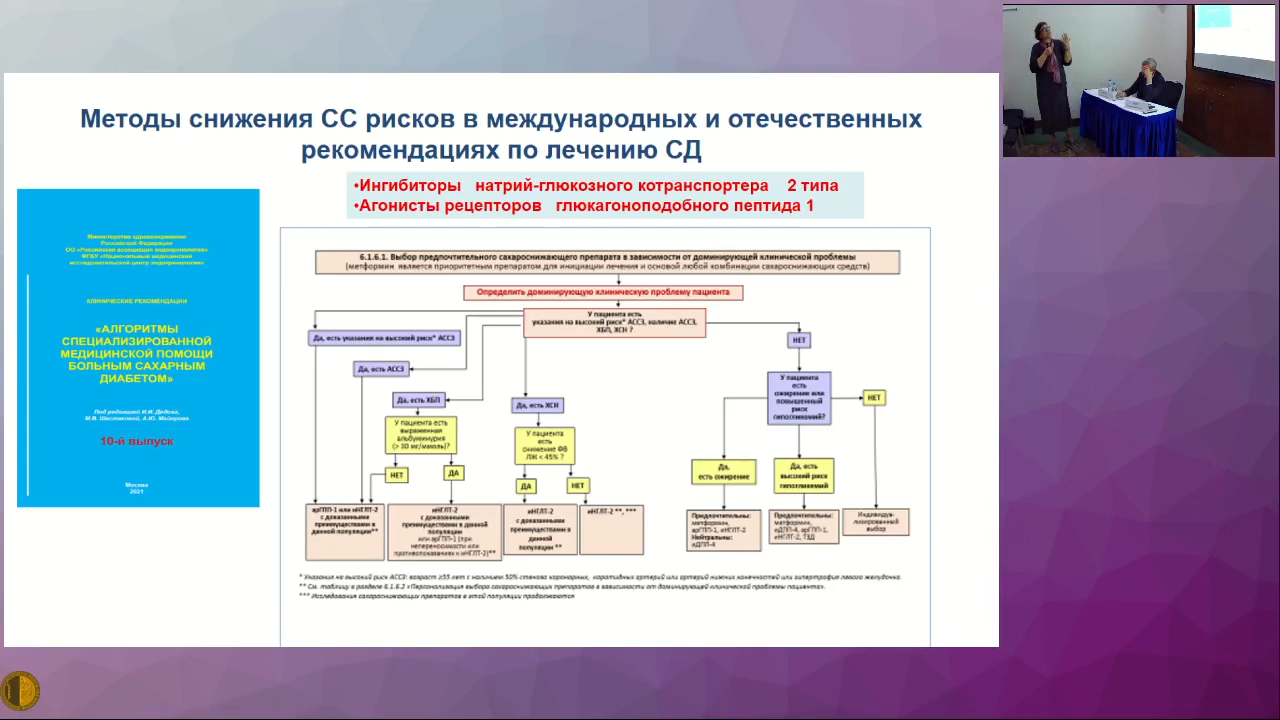 Методы снижения СС рисков в международных и отечественных
рекомендациях по лечению СД
•Ингибиторы натрий-глюкозного котранспортера 2 типа
•Агонисты рецепторов глюкагоноподобного пептида 1
Министерство здравоохранения
Российской Федерации
ОО «Российская ассоциация эндокринологов»
ФГБУ «Национальный медицинский
исследовательский центр эндокринологии»
КЛИНИЧЕСКИЕ РЕКОМЕНДАЦИИ
«АЛГОРИТМЫ
СПЕЦИАЛИЗИРОВАННОЙ
МЕДИЦИНСКОЙ ПОМОЩИ
БОЛЬНЫМ САХАРНЫМ
ДИАБЕТОМ»
Под редакцией И.И. Дедова,
М.В. Шестаковой, А.Ю. Майорова
10-й выпуск
Москва
2021
6.1.6.1. Выбор предпочтительного сахароснижающего препарата в зависимости от доминирующей клинической проблемы
(метформин является приоритетным препаратом для инициации лечения и основой любой комбинации сахароснижающих средств)
Определить доминирующую клиническую проблему пациента
У пациента есть
указания на высокий риск* АССЗ, наличие АССЗ,
ХБП, ХСН ?
Да, есть указания на высокий риск* АССЗ
Да, есть АССЗ
Да, есть ХБП
У пациента есть
выраженная
альбуминурия
(> 30 мг/ммоль)?
НЕТ
ДА
Да, есть ХСН
У пациента
есть
снижение ФВ
ЛЖ < 45% ?
ДА
НЕТ
НЕТ
У пациента
есть
ожирение или
повышенный
риск
гипогликемий?
НЕТ
Да,
есть ожирение
Да, есть
высокий риск
гипогликемий
арГПП-1 или иНГЛТ-2
с доказанными
преимуществами в
данной популяции**
иНГЛТ-2
с доказанными
преимуществами в данной
популяции
или арГПП-1 (при
непереносимости или
противопоказаниях к иНГЛТ-2)**
иНГЛТ-2
с доказанными
преимуществами в
данной
популяции **
иНГЛТ-2 **, ***
Предпочтительны:
метформин,
арГПП-1, иНГЛТ-2
Нейтральны:
иДПП-4
Предпочтительны:
метформин,
иДПП-4, арГПП-1,
иНГЛТ-2, ТЗД
Индивидуа-
лизированный
выбор
* Указания на высокий риск АССЗ: возраст ≥55 лет с наличием 50% стеноза коронарных, каротидных артерий или артерий нижних конечностей или гипертрофия левого желудочка.
** См. таблицу в разделе 6.1.6.2 «Персонализация выбора сахароснижающих препаратов в зависимости от доминирующей клинической проблемы пациента».
*** Исследования сахароснижающих препаратов в этой популяции продолжаются